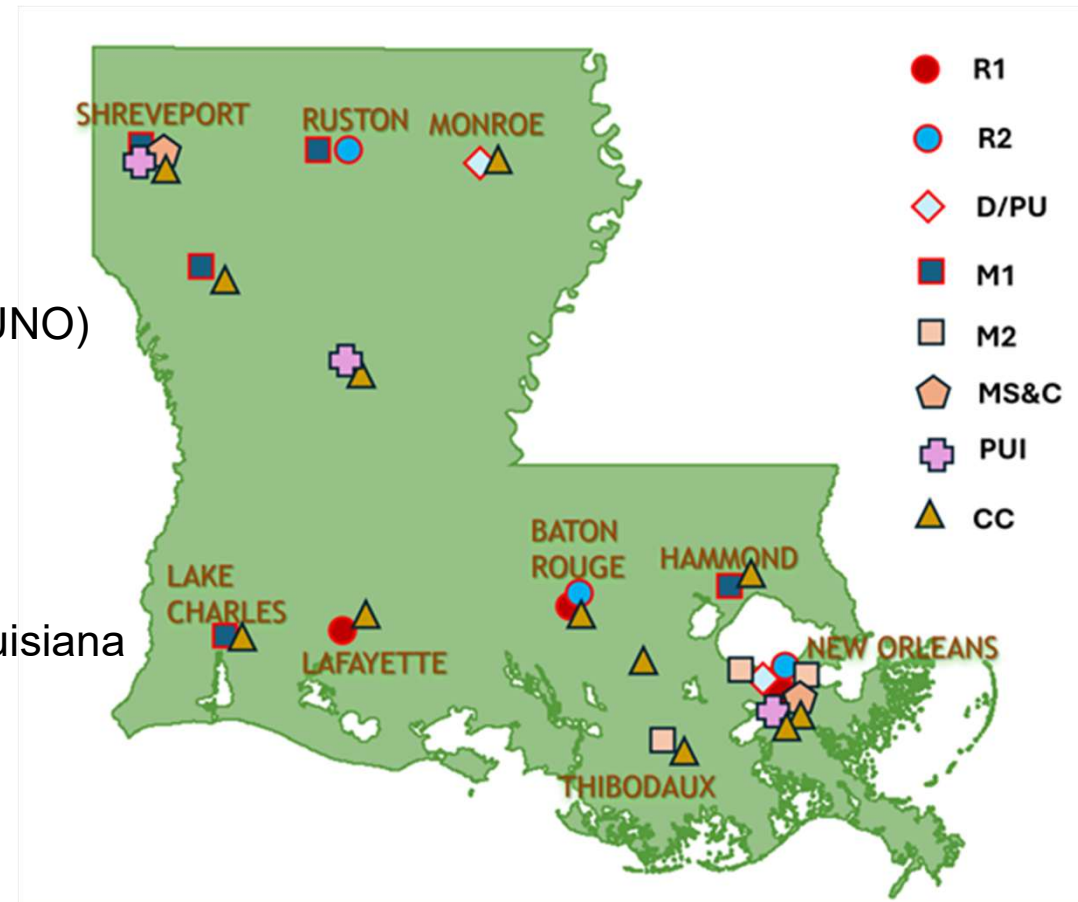 SHREVEPORT
RUSTON
MONROE
R1
R2
D/PU
M1
M2
MS&C
PUI
CC
UNO)
uisiana
BATON
ROUGE
HAMMOND
LAKE
CHARLES
LAFAYETTE
NEW ORLEANS
THIBODAUX